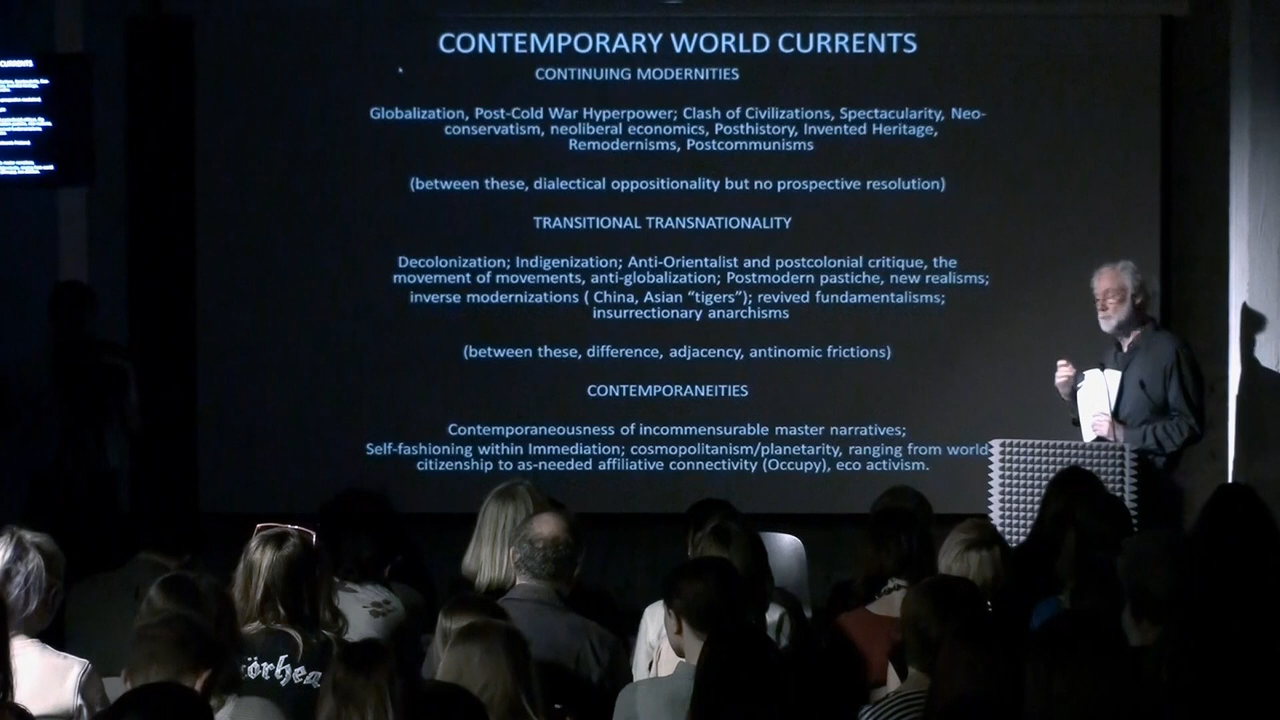 CONTEMPORARY WORLD CURRENTS
CONTINUING MODERNITIES
Globalization, Post-Cold War Hyperpower; Clash of Civilizations, Spectacularity, Neo-
conservatism, neoliberal economics, Posthistory, Invented Heritage,
Remodernisms, Postcommunisms
(between these, dialectical oppositionality but no prospective resolution)
TRANSITIONAL TRANSNATIONALITY
Decolonization; Indigenization; Anti-Orientalist and postcolonial critique, the
movement of movements, anti-globalization; Postmodern pastiche, new realisms;
inverse modernizations ( China, Asian “tigers”); revived fundamentalisms;
insurrectionary anarchisms
(between these, difference, adjacency, antinomic frictions)
CONTEMPORANEITIES
Contemporaneousness of incommensurable master narratives;
Self-fashioning within Immediation; cosmopolitanism/planetarity, ranging from world
citizenship to as-needed affiliative connectivity (Occupy), eco activism.
örhea